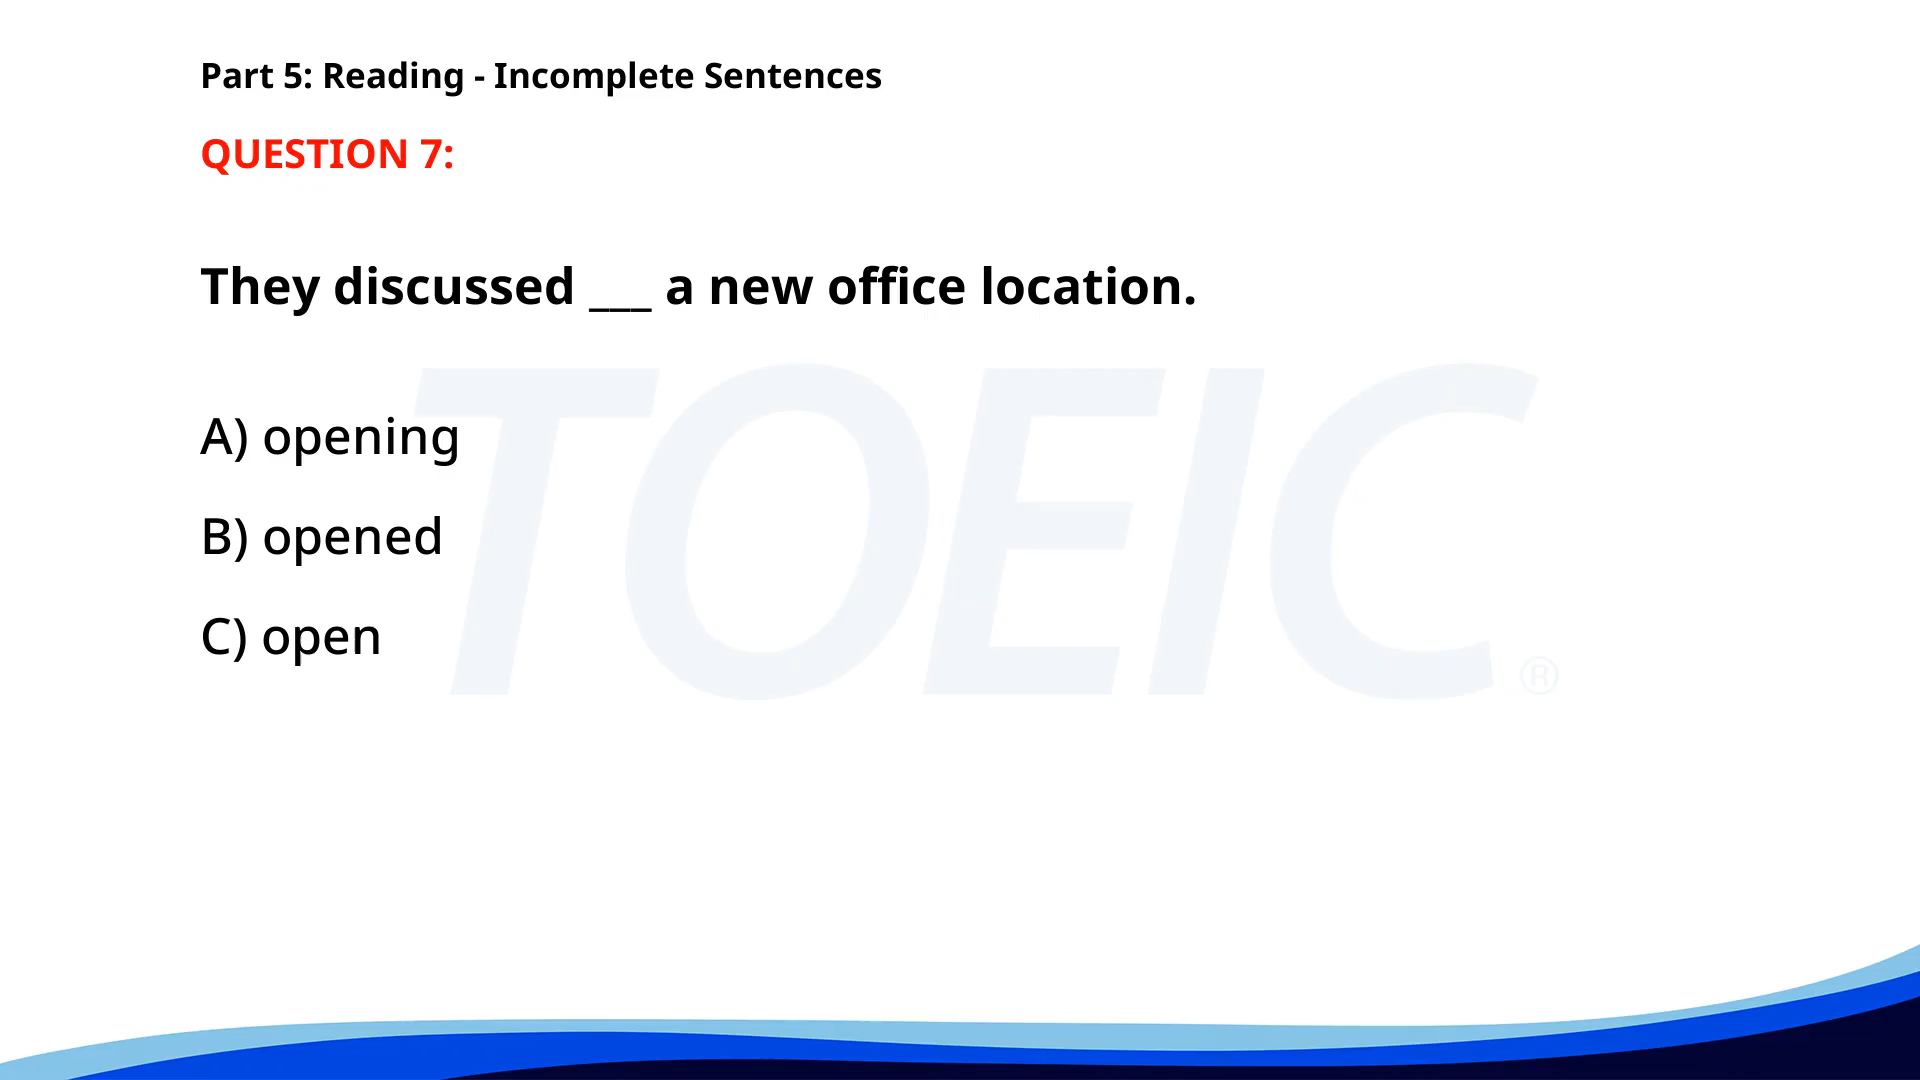 Part 5: Reading - Incomplete Sentences
QUESTION 7:
They discussed ___ a new office location.
A) opening
B) opened
C) open
TOEIC®